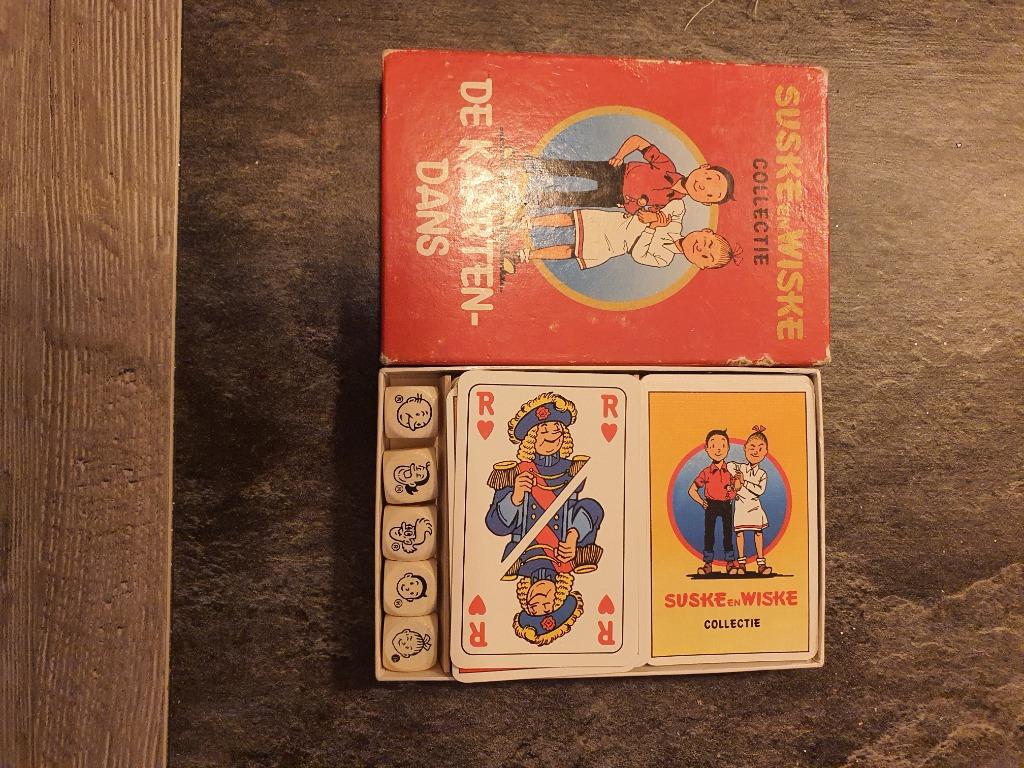 SUSKE EN WISKE
COLLECTIE
DE KAARTEN-
DANS
R
R
R
R
SUSKE EN WISKE
COLLECTIE